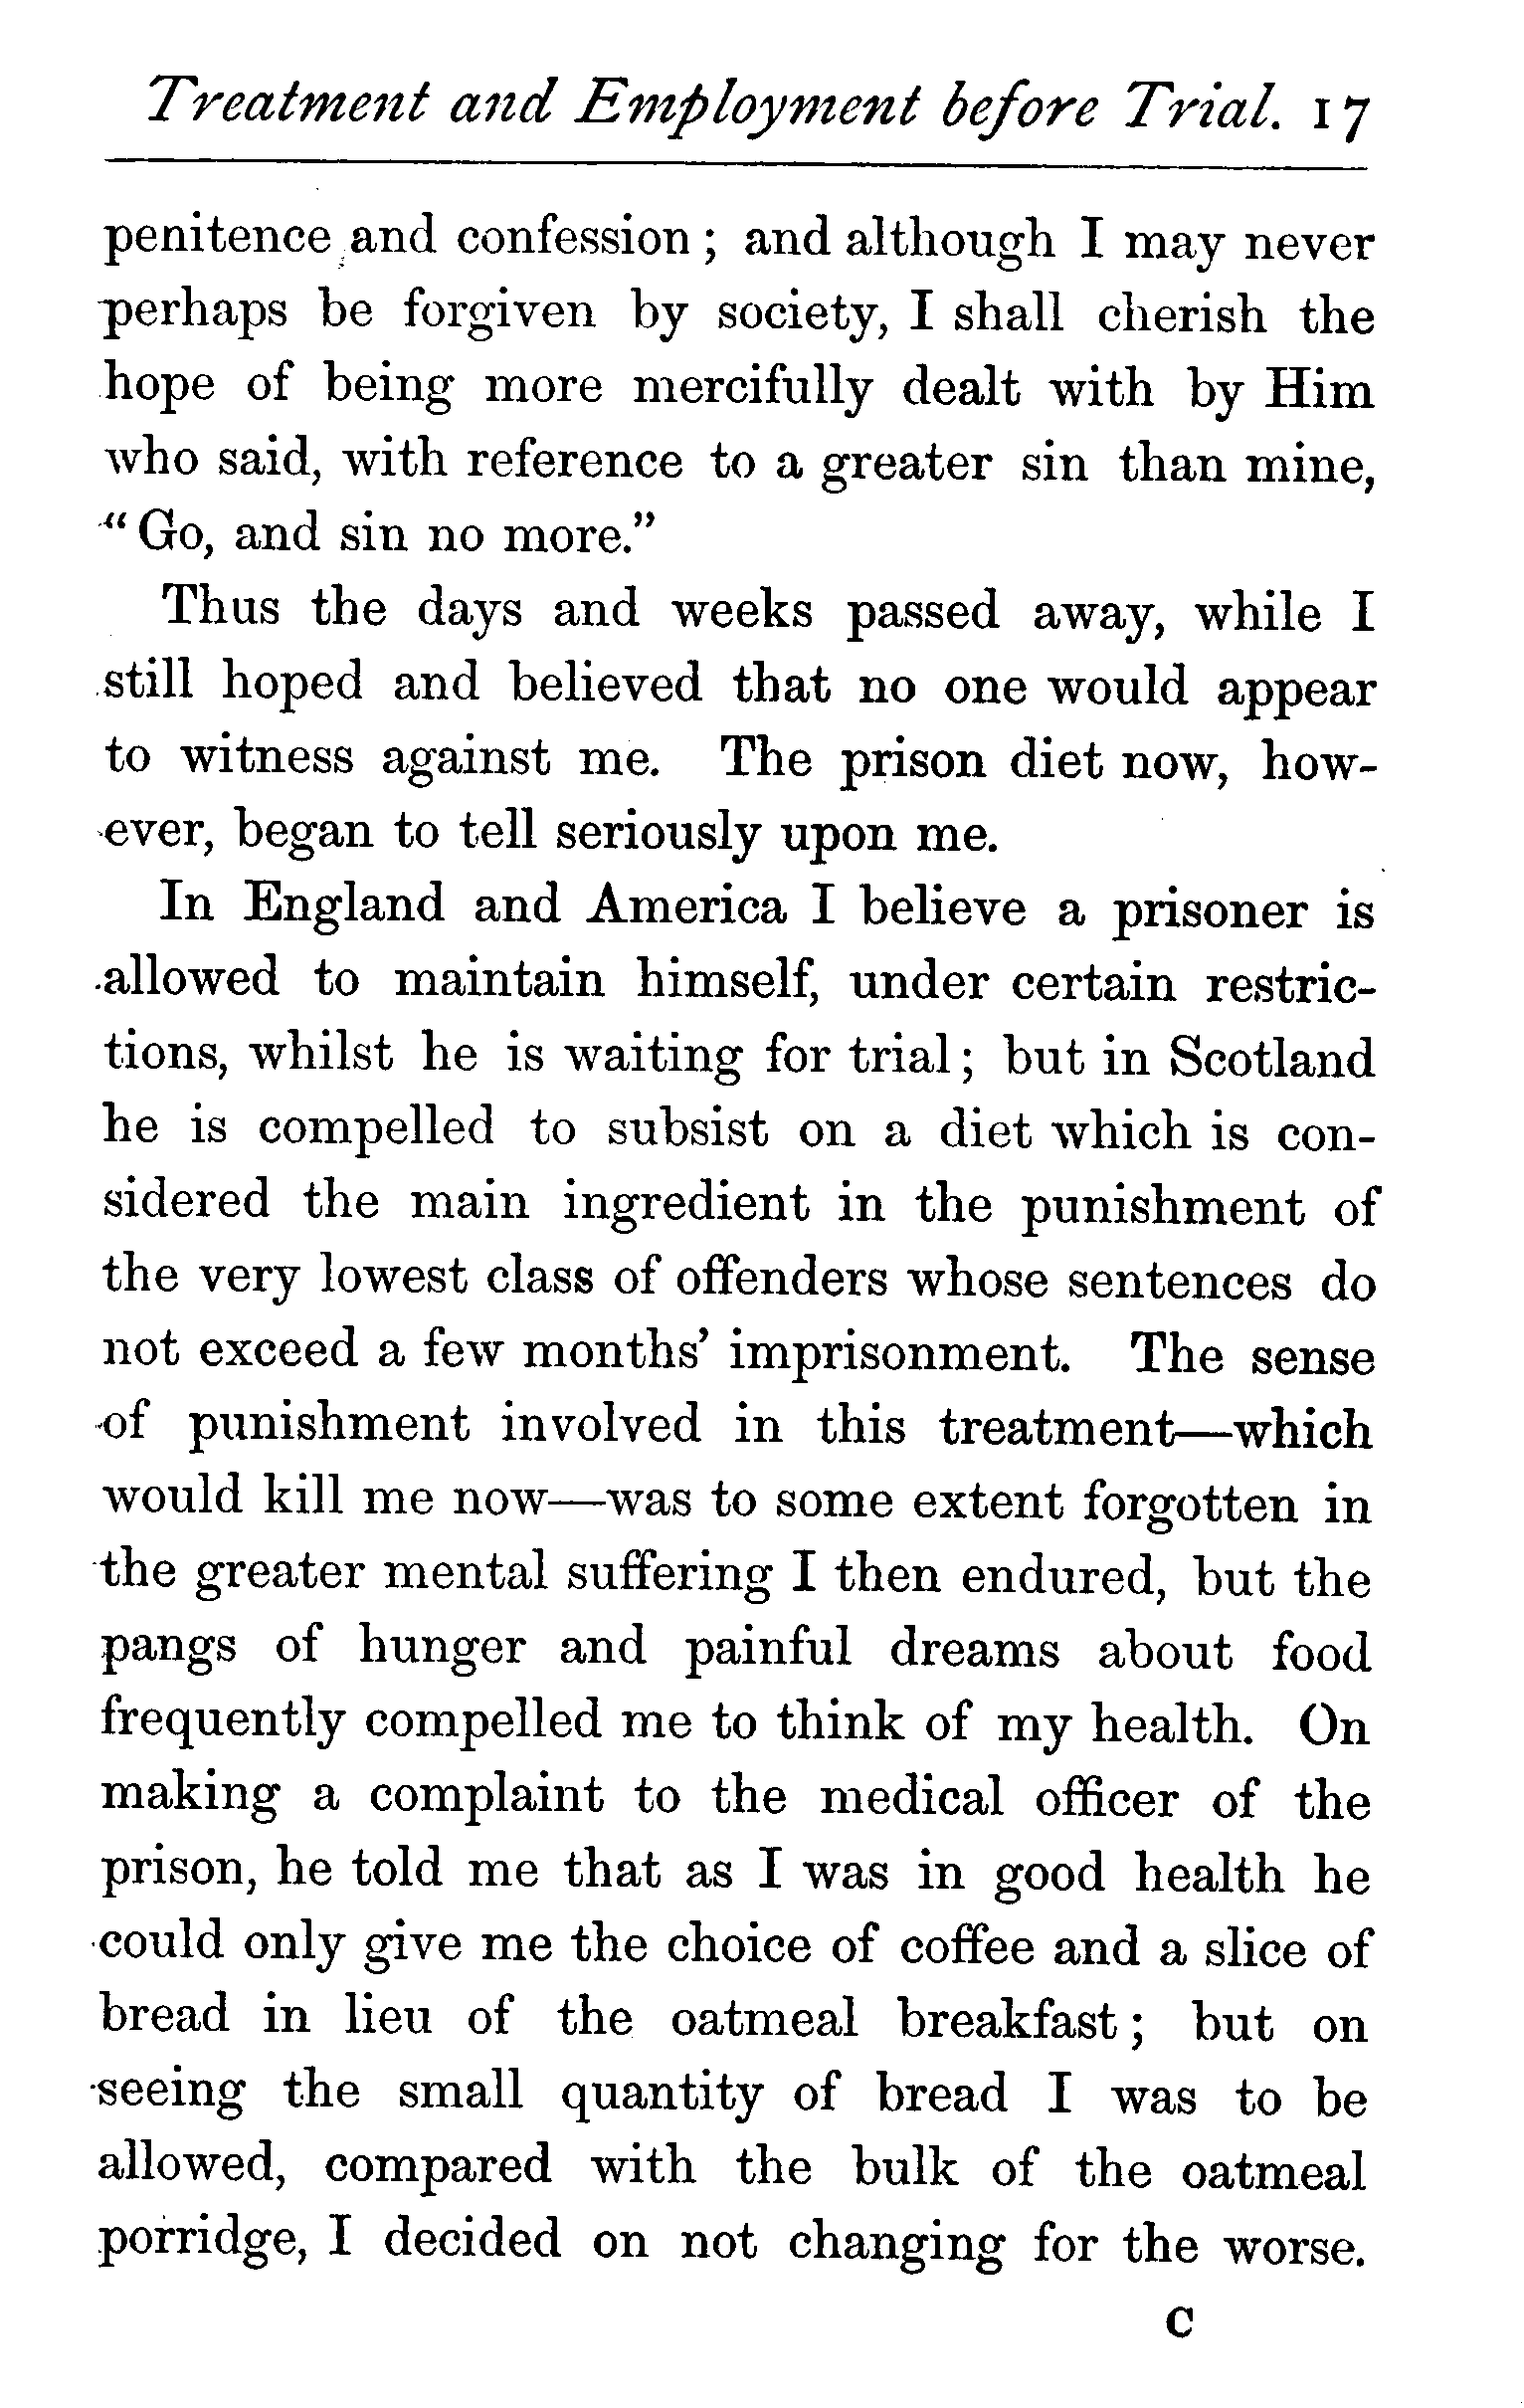 Treatment and Employment before Trial. 17
penitence and confession ; and although I may never
perhaps be forgiven by society, I shall cherish the
hope of being more mercifully dealt with by Him
who said, with reference to a greater sin than mine,
“ Go, and sin no more.”
Thus the days and weeks passed away, while I
still hoped and believed that no one would appear
to witness against me. The prison diet now, how-
ever, began to tell seriously upon me.
In England and America I believe a prisoner is
allowed to maintain himself, under certain restric-
tions, whilst he is waiting for trial ; but in Scotland
he is compelled to subsist on a diet which is con-
sidered the main ingredient in the punishment of
the very lowest class of offenders whose sentences do
not exceed a few months’ imprisonment. The sense
of punishment involved in this treatment—which
would kill me now—was to some extent forgotten in
the greater mental suffering I then endured, but the
pangs of hunger and painful dreams about food
frequently compelled me to think of my health. On
making a complaint to the medical officer of the
prison, he told me that as I was in good health he
could only give me the choice of coffee and a slice of
bread in lieu of the oatmeal breakfast ; but on
seeing the small quantity of bread I was to be
allowed, compared with the bulk of the oatmeal
porridge, I decided on not changing for the worse.
C